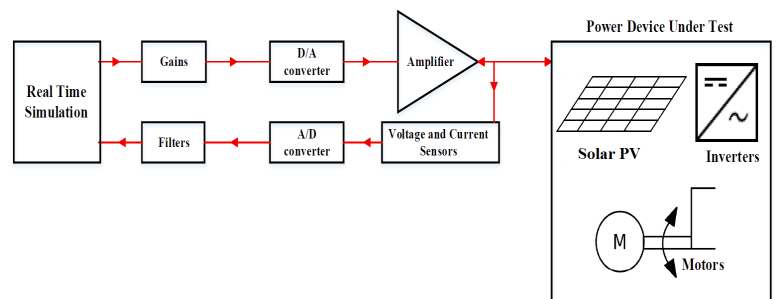 Power Device Under Test
Real Time
Simulation
Gains
D/A
converter
Amplifier
Filters
A/D
converter
Voltage and Current
Sensors
Solar PV
Inverters
M
Motors